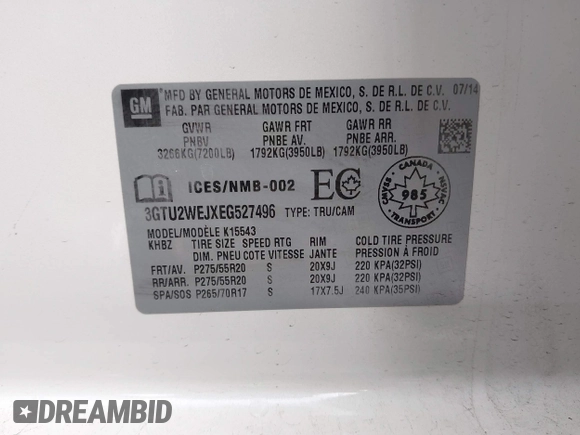 GM
*MFD BY GENERAL MOTORS DE MEXICO, S. DE R.L. DE C.V. 07/14
FAB. PAR GENERAL MOTORS DE MEXICO, S. DE R.L. DE C.V.
GVWR GAWR FRT GAWR RR
PNBV PNBE AV. PNBE ARR.
3266KG(7200LB) 1792KG(3950LB) 1792KG(3950LB)
ICES/NMB-002 EC
CANADA
CMVSS NSVAC
985
TRANSPORT
3GTU2WEJXEG527496 TYPE: TRU/CAM
MODEL/MODÈLE K15543
KHBZ TIRE SIZE SPEED RTG RIM COLD TIRE PRESSURE
DIM. PNEU COTE VITESSE JANTE PRESSION À FROID
FRT/AV. P275/55R20 S 20X9J 220 KPA(32PSI)
RR/ARR. P275/55R20 S 20X9J 220 KPA(32PSI)
SPA/SOS P265/70R17 S 17X7.5J 240 KPA(35PSI)
DREAMBID